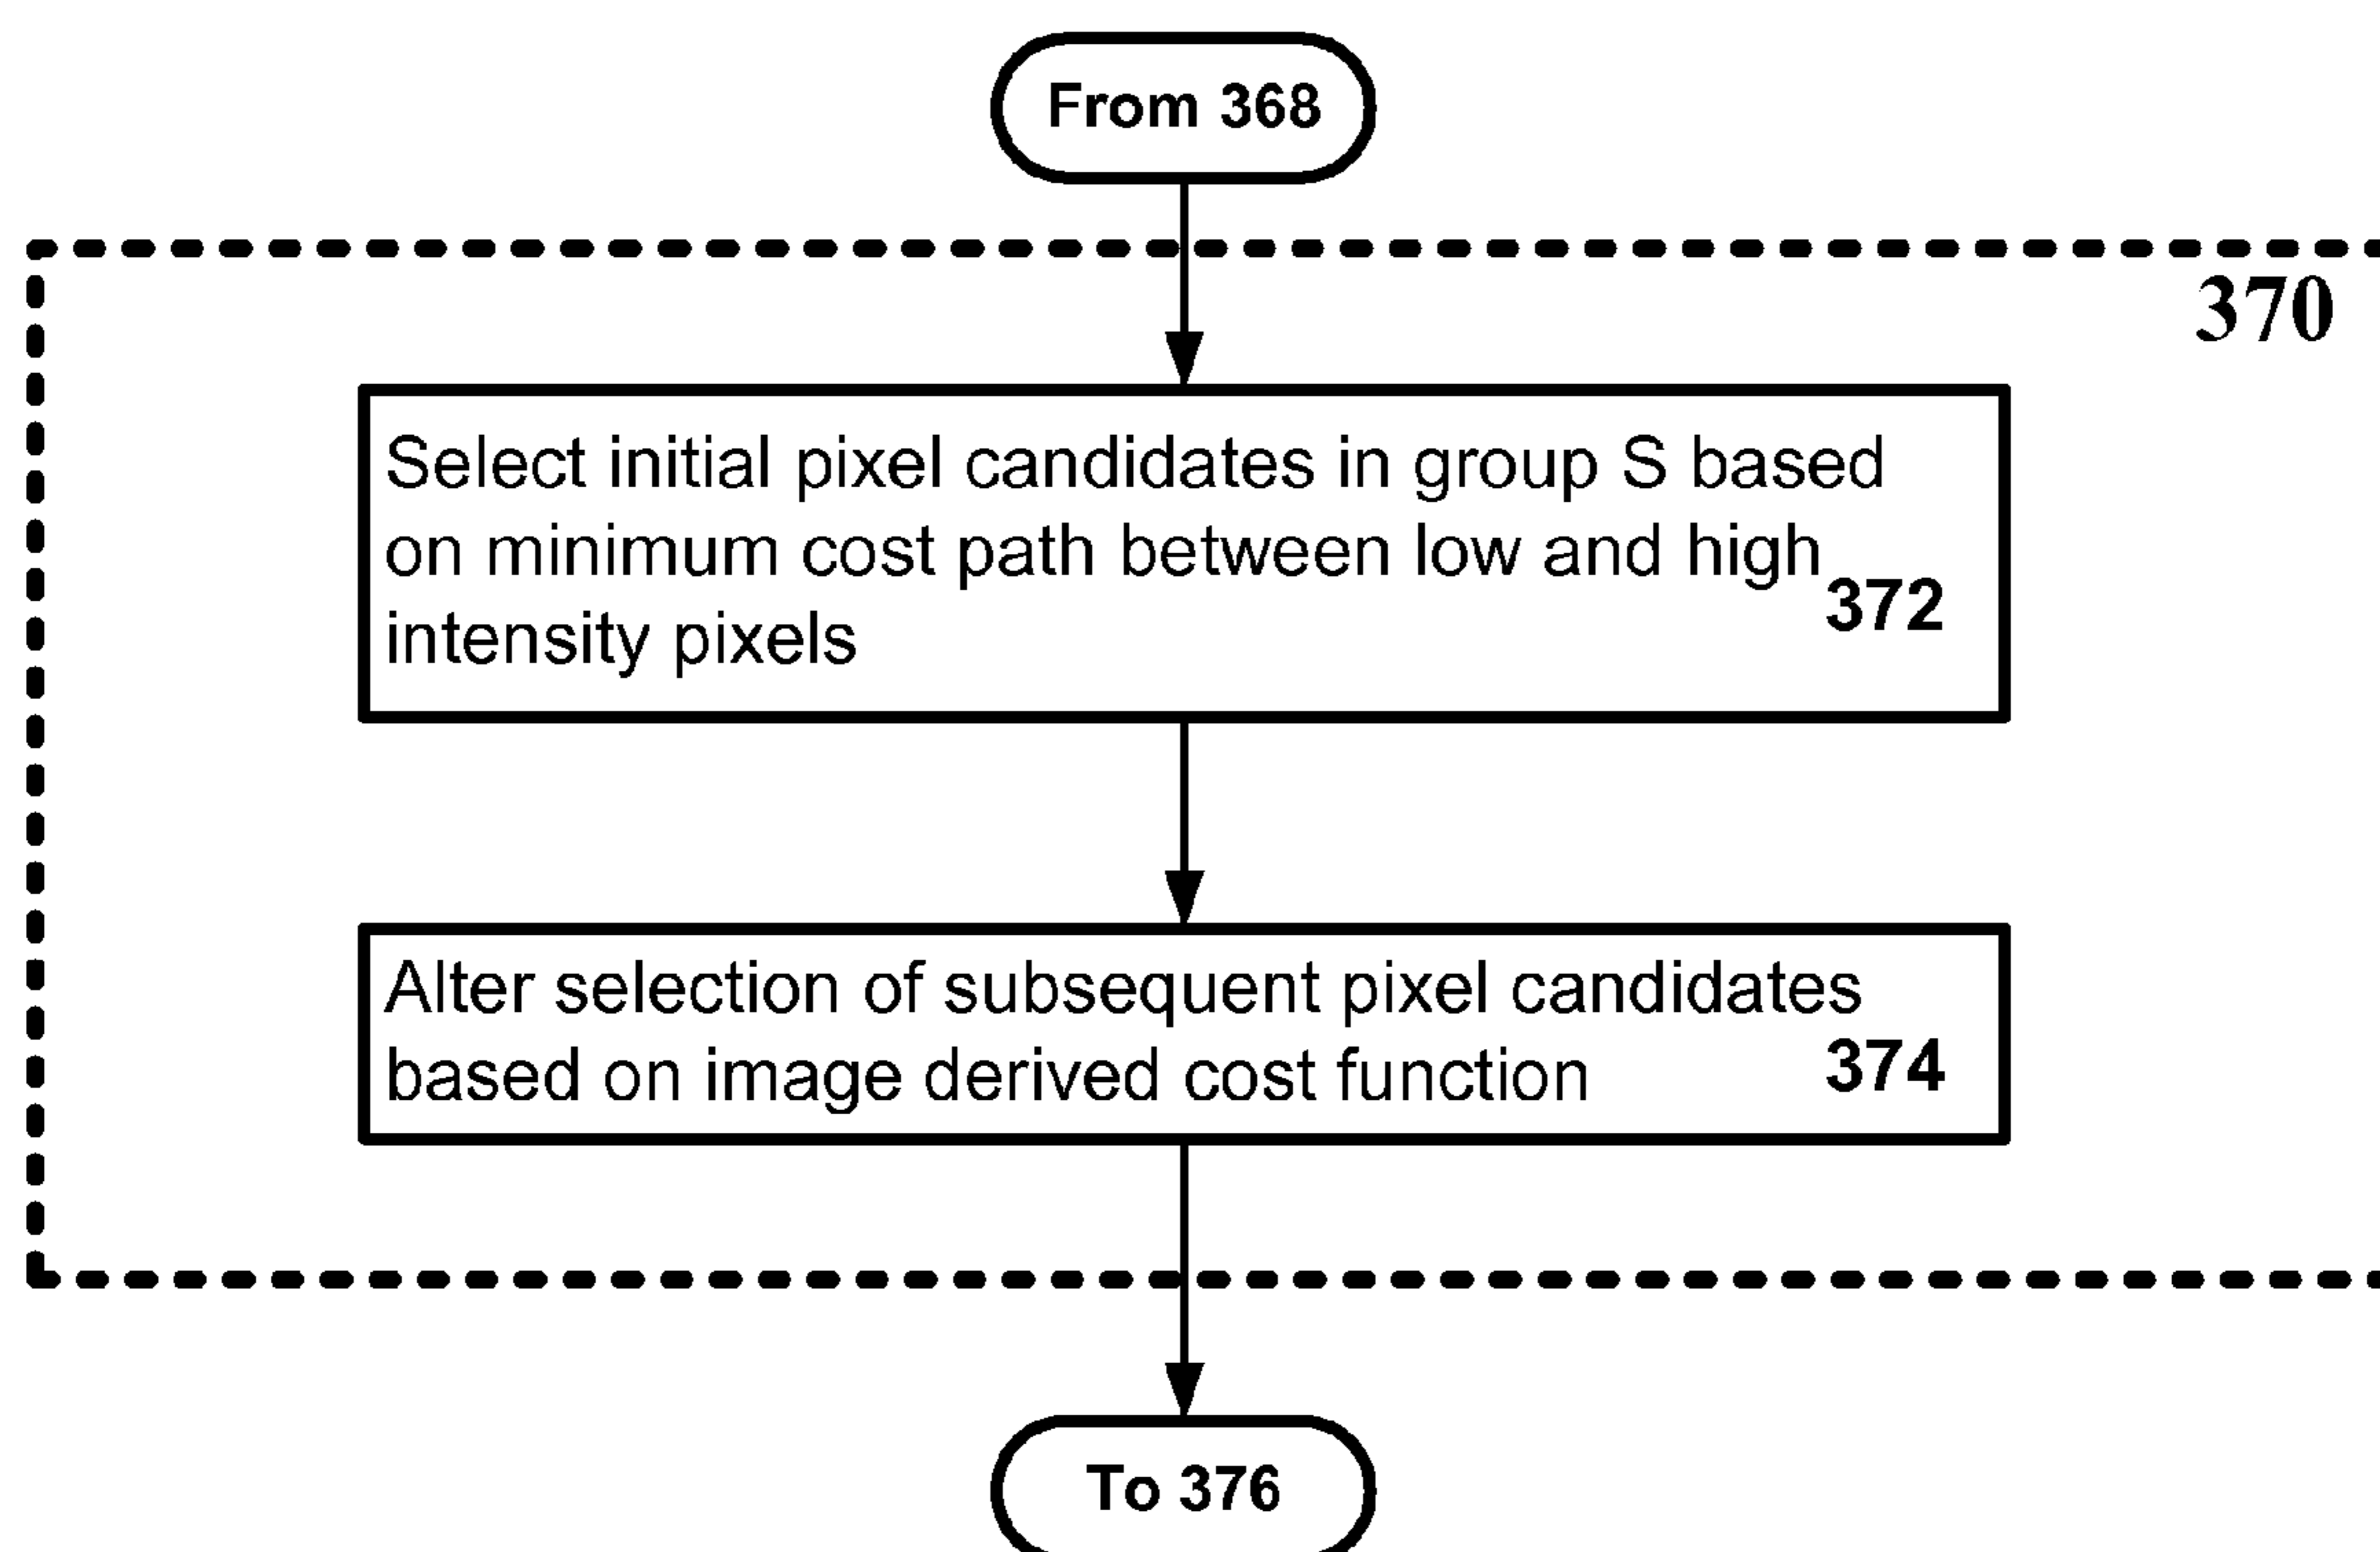 From 368
370
Select initial pixel candidates in group S based
on minimum cost path between low and high
372
intensity pixels
Alter selection of subsequent pixel candidates
based on image derived cost function 374
To 376